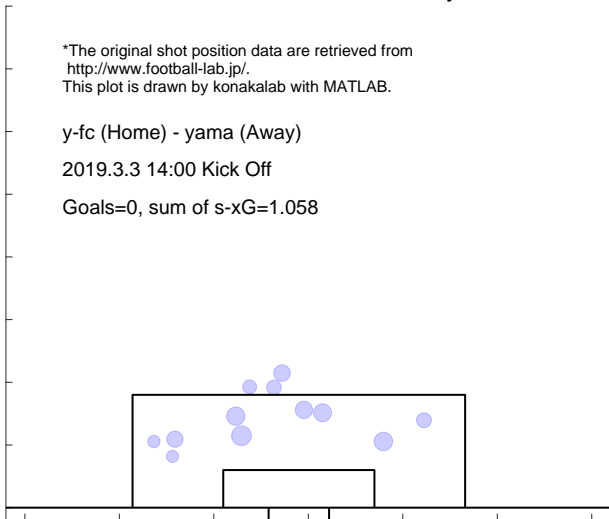 *The original shot position data are retrieved from
http://www.football-lab.jp/.
This plot is drawn by konakalab with MATLAB.
y-fc (Home) - yama (Away)
2019.3.3 14:00 Kick Off
Goals=0, sum of s-xG=1.058